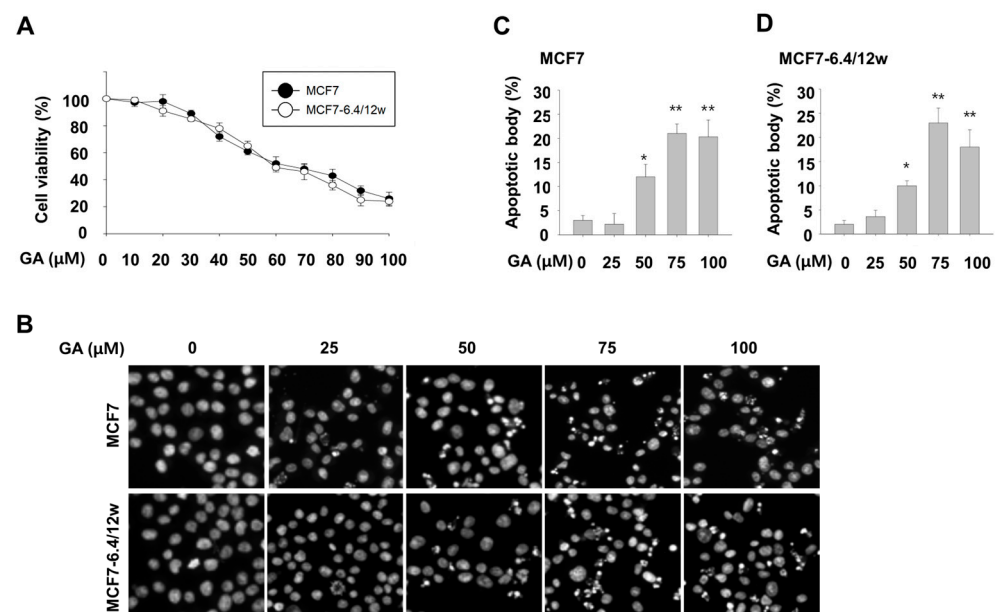 A
Cell viability (%)
100
80
60
40
20
0
MCF7
MCF7-6.4/12w
GA (µM) 0 10 20 30 40 50 60 70 80 90 100
C
MCF7
Apoptotic body (%)
30
25
20
15
10
5
0
* ** **
GA (µM) 0 25 50 75 100
D
MCF7-6.4/12w
Apoptotic body (%)
30
25
20
15
10
5
0
* ** **
GA (µM) 0 25 50 75 100
B
GA (µM) 0 25 50 75 100
MCF7
MCF7-6.4/12w